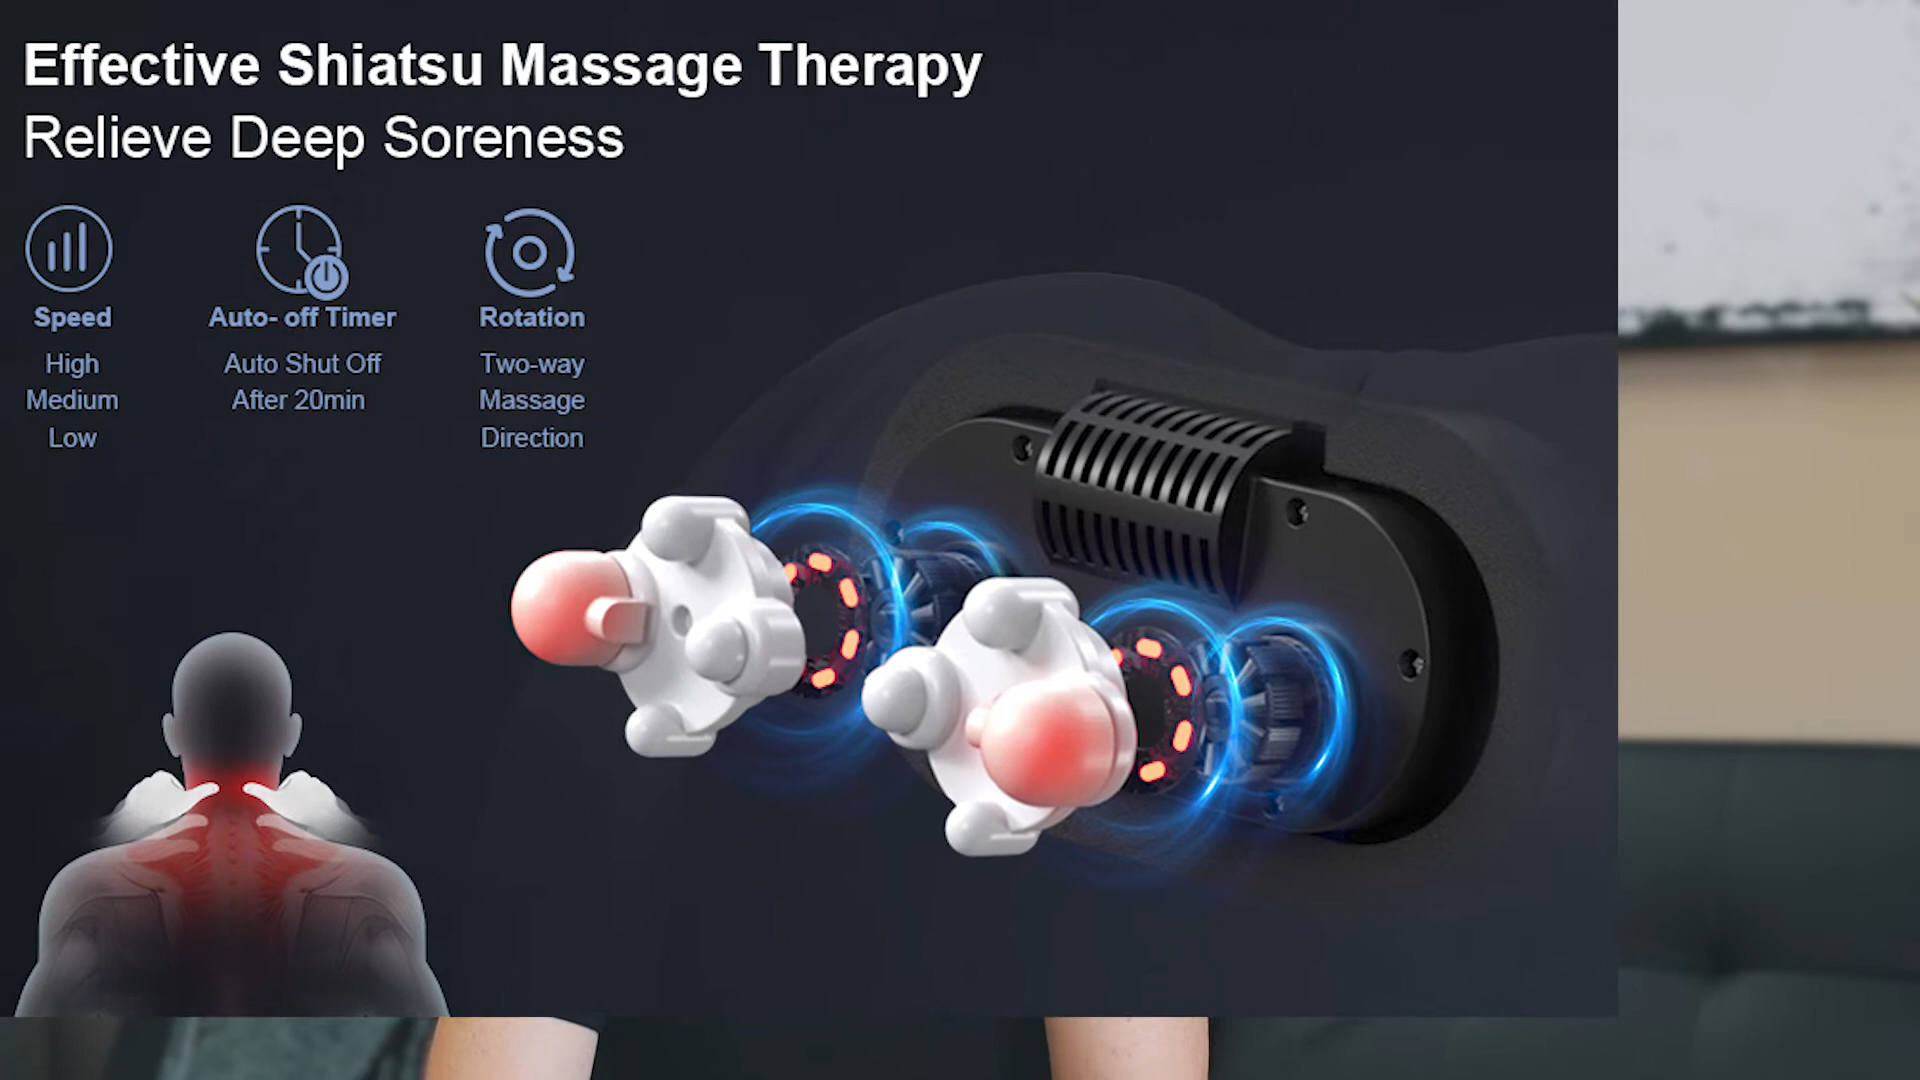 Effective Shiatsu Massage Therapy
Relieve Deep Soreness
Speed
High
Medium
Low
Auto- off Timer
Auto Shut Off
After 20min
Rotation
Two-way
Massage
Direction